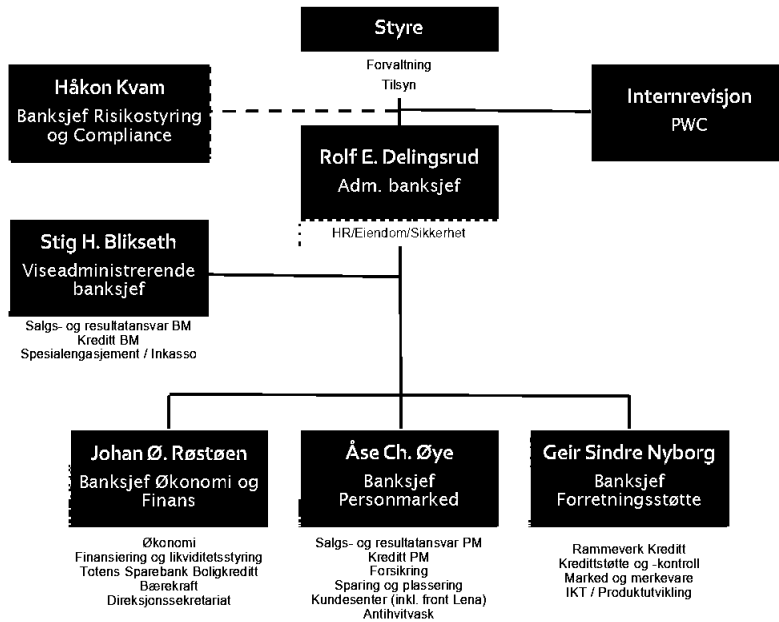 Styre
Forvaltning
Tilsyn
Håkon Kvam
Banksjef Risikostyring
og Compliance
Internrevisjon
PWC
Rolf E. Delingsrud
Adm. banksjef
HR/Eiendom/Sikkerhet
Stig H. Blikseth
Viseadministrerende
banksjef
Salgs- og resultatansvar BM
Kreditt BM
Spesialengasjement / Inkasso
Johan Ø. Røstøen
Banksjef Økonomi og
Finans
Økonomi
Finansiering og likviditetsstyring
Totens Sparebank Boligkreditt
Bærekraft
Direksjonssekretariat
Åse Ch. Øye
Banksjef
Personmarked
Salgs- og resultatansvar PM
Kreditt PM
Forsikring
Sparing og plassering
Kundesenter (inkl. front Lena)
Antihvitvask
Geir Sindre Nyborg
Banksjef
Forretningsstøtte
Rammeverk Kreditt
Kredittstøtte og -kontroll
Marked og merkevare
IKT / Produktutvikling